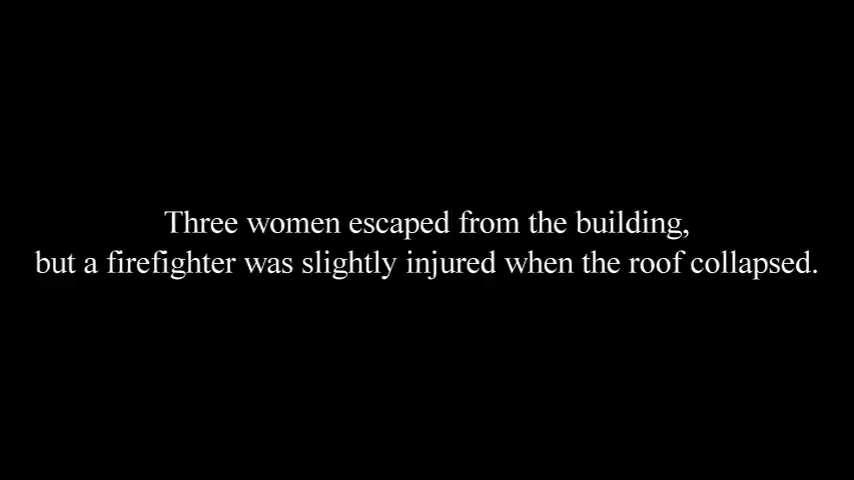 Three women escaped from the building,
but a firefighter was slightly injured when the roof collapsed.